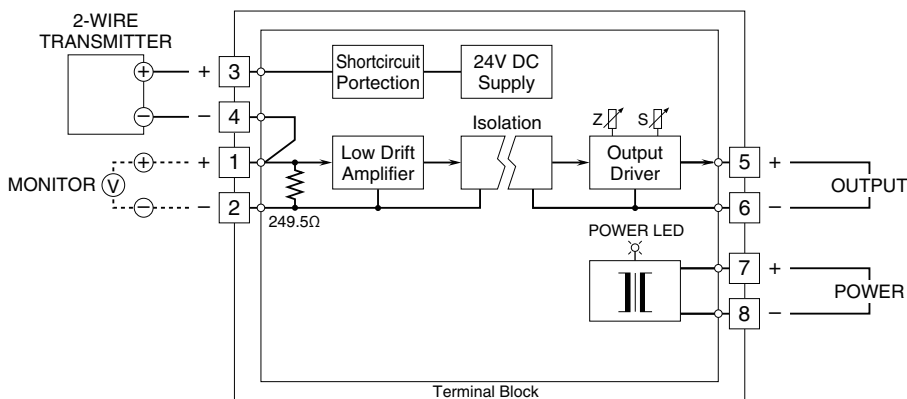 2-WIRE
TRANSMITTER
+
−
+
−
3
4
Shortcircuit
Portection
24V DC
Supply
Isolation
Z
S
MONITOR
V
+
−
+
−
1
2
249.5Ω
Low Drift
Amplifier
Output
Driver
5
6
+
−
OUTPUT
POWER LED
7
8
+
−
POWER
Terminal Block